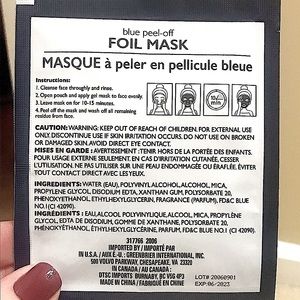 blue peel-off
FOIL MASK
MASQUE à peler en pellicule bleue
Instructions:
1. Cleanse face thoroughly and rinse.
2. Open pouch and apply gel mask to face evenly.
3. Leave mask on for 10-15 minutes.
4. Peel off the mask and wash off all remaining
residue from face.
CAUTION: WARNING: KEEP OUT OF REACH OF CHILDREN. FOR EXTERNAL USE
ONLY. DISCONTINUE USE IF SKIN IRRITATION OCCURS. DO NOT USE ON BROKEN
OR DAMAGED SKIN. AVOID DIRECT EYE CONTACT.
MISES EN GARDE : AVERTISSEMENT : TENIR HORS DE LA PORTÉE DES ENFANTS.
POUR USAGE EXTERNE SEULEMENT. EN CAS D'IRRITATION CUTANÉE, CESSER
L'UTILISATION. NE PAS UTILISER SUR UNE PEAU ENDOMMAGÉE OU ÉRAFLÉE. ÉVITER
TOUT CONTACT DIRECT AVEC LES YEUX.
INGREDIENTS: WATER (EAU), POLYVINYL ALCOHOL, ALCOHOL, MICA,
PROPYLENE GLYCOL, DISODIUM EDTA, XANTHAN GUM, POLYSORBATE 20,
PHENOXYETHANOL, ETHYLHEXYLGLYCERIN, FRAGRANCE (PARFUM), FD&C BLUE
NO.1 (CI 42090).
INGRÉDIENTS : EAU, ALCOOL POLYVINYLIQUE, ALCOOL, MICA, PROPYLÈNE
GLYCOL, EDTA DE DISODIUM, GOMME DE XANTHANE, POLYSORBATE 20,
PHÉNOXYÉTHANOL, ÉTHYLHEXYLGLYCÉRINE, PARFUM, FD&C BLUE NO.1 (CI 42090).
317766 2006
IMPORTED BY / IMPORTÉ PAR
IN U.S.A. / AUX É.-U.: GREENBRIER INTERNATIONAL, INC.
500 VOLVO PARKWAY, CHESAPEAKE, VA 23320
IN CANADA / AU CANADA:
DTSC IMPORTS BURNABY, BC V5G 4P3
MADE IN CHINA / FABRIQUÉ EN CHINE
LOT# 20060901
EXP: 06/2023